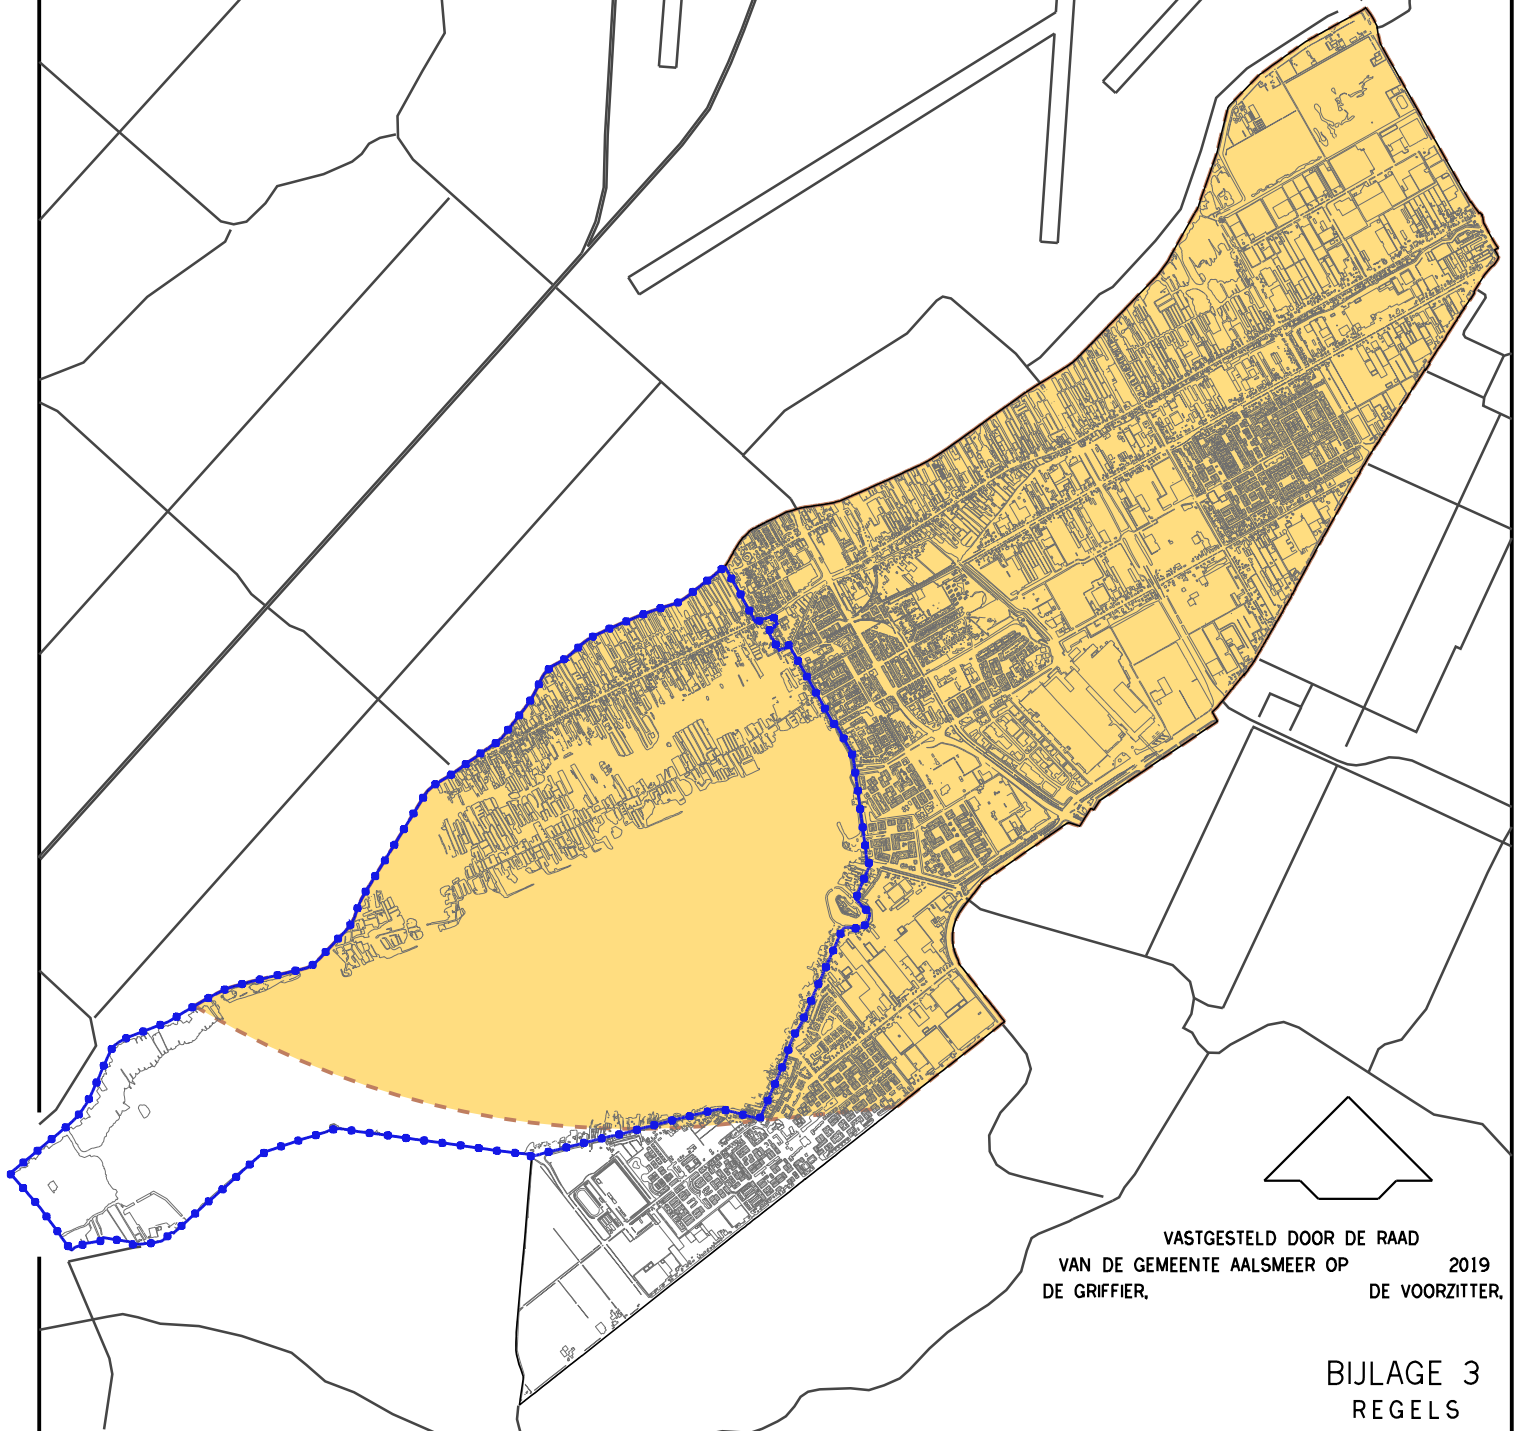 VASTGESTELD DOOR DE RAAD
VAN DE GEMEENTE AALSMEER OP 2019
DE GRIFFIER, DE VOORZITTER,
BIJLAGE 3
REGELS